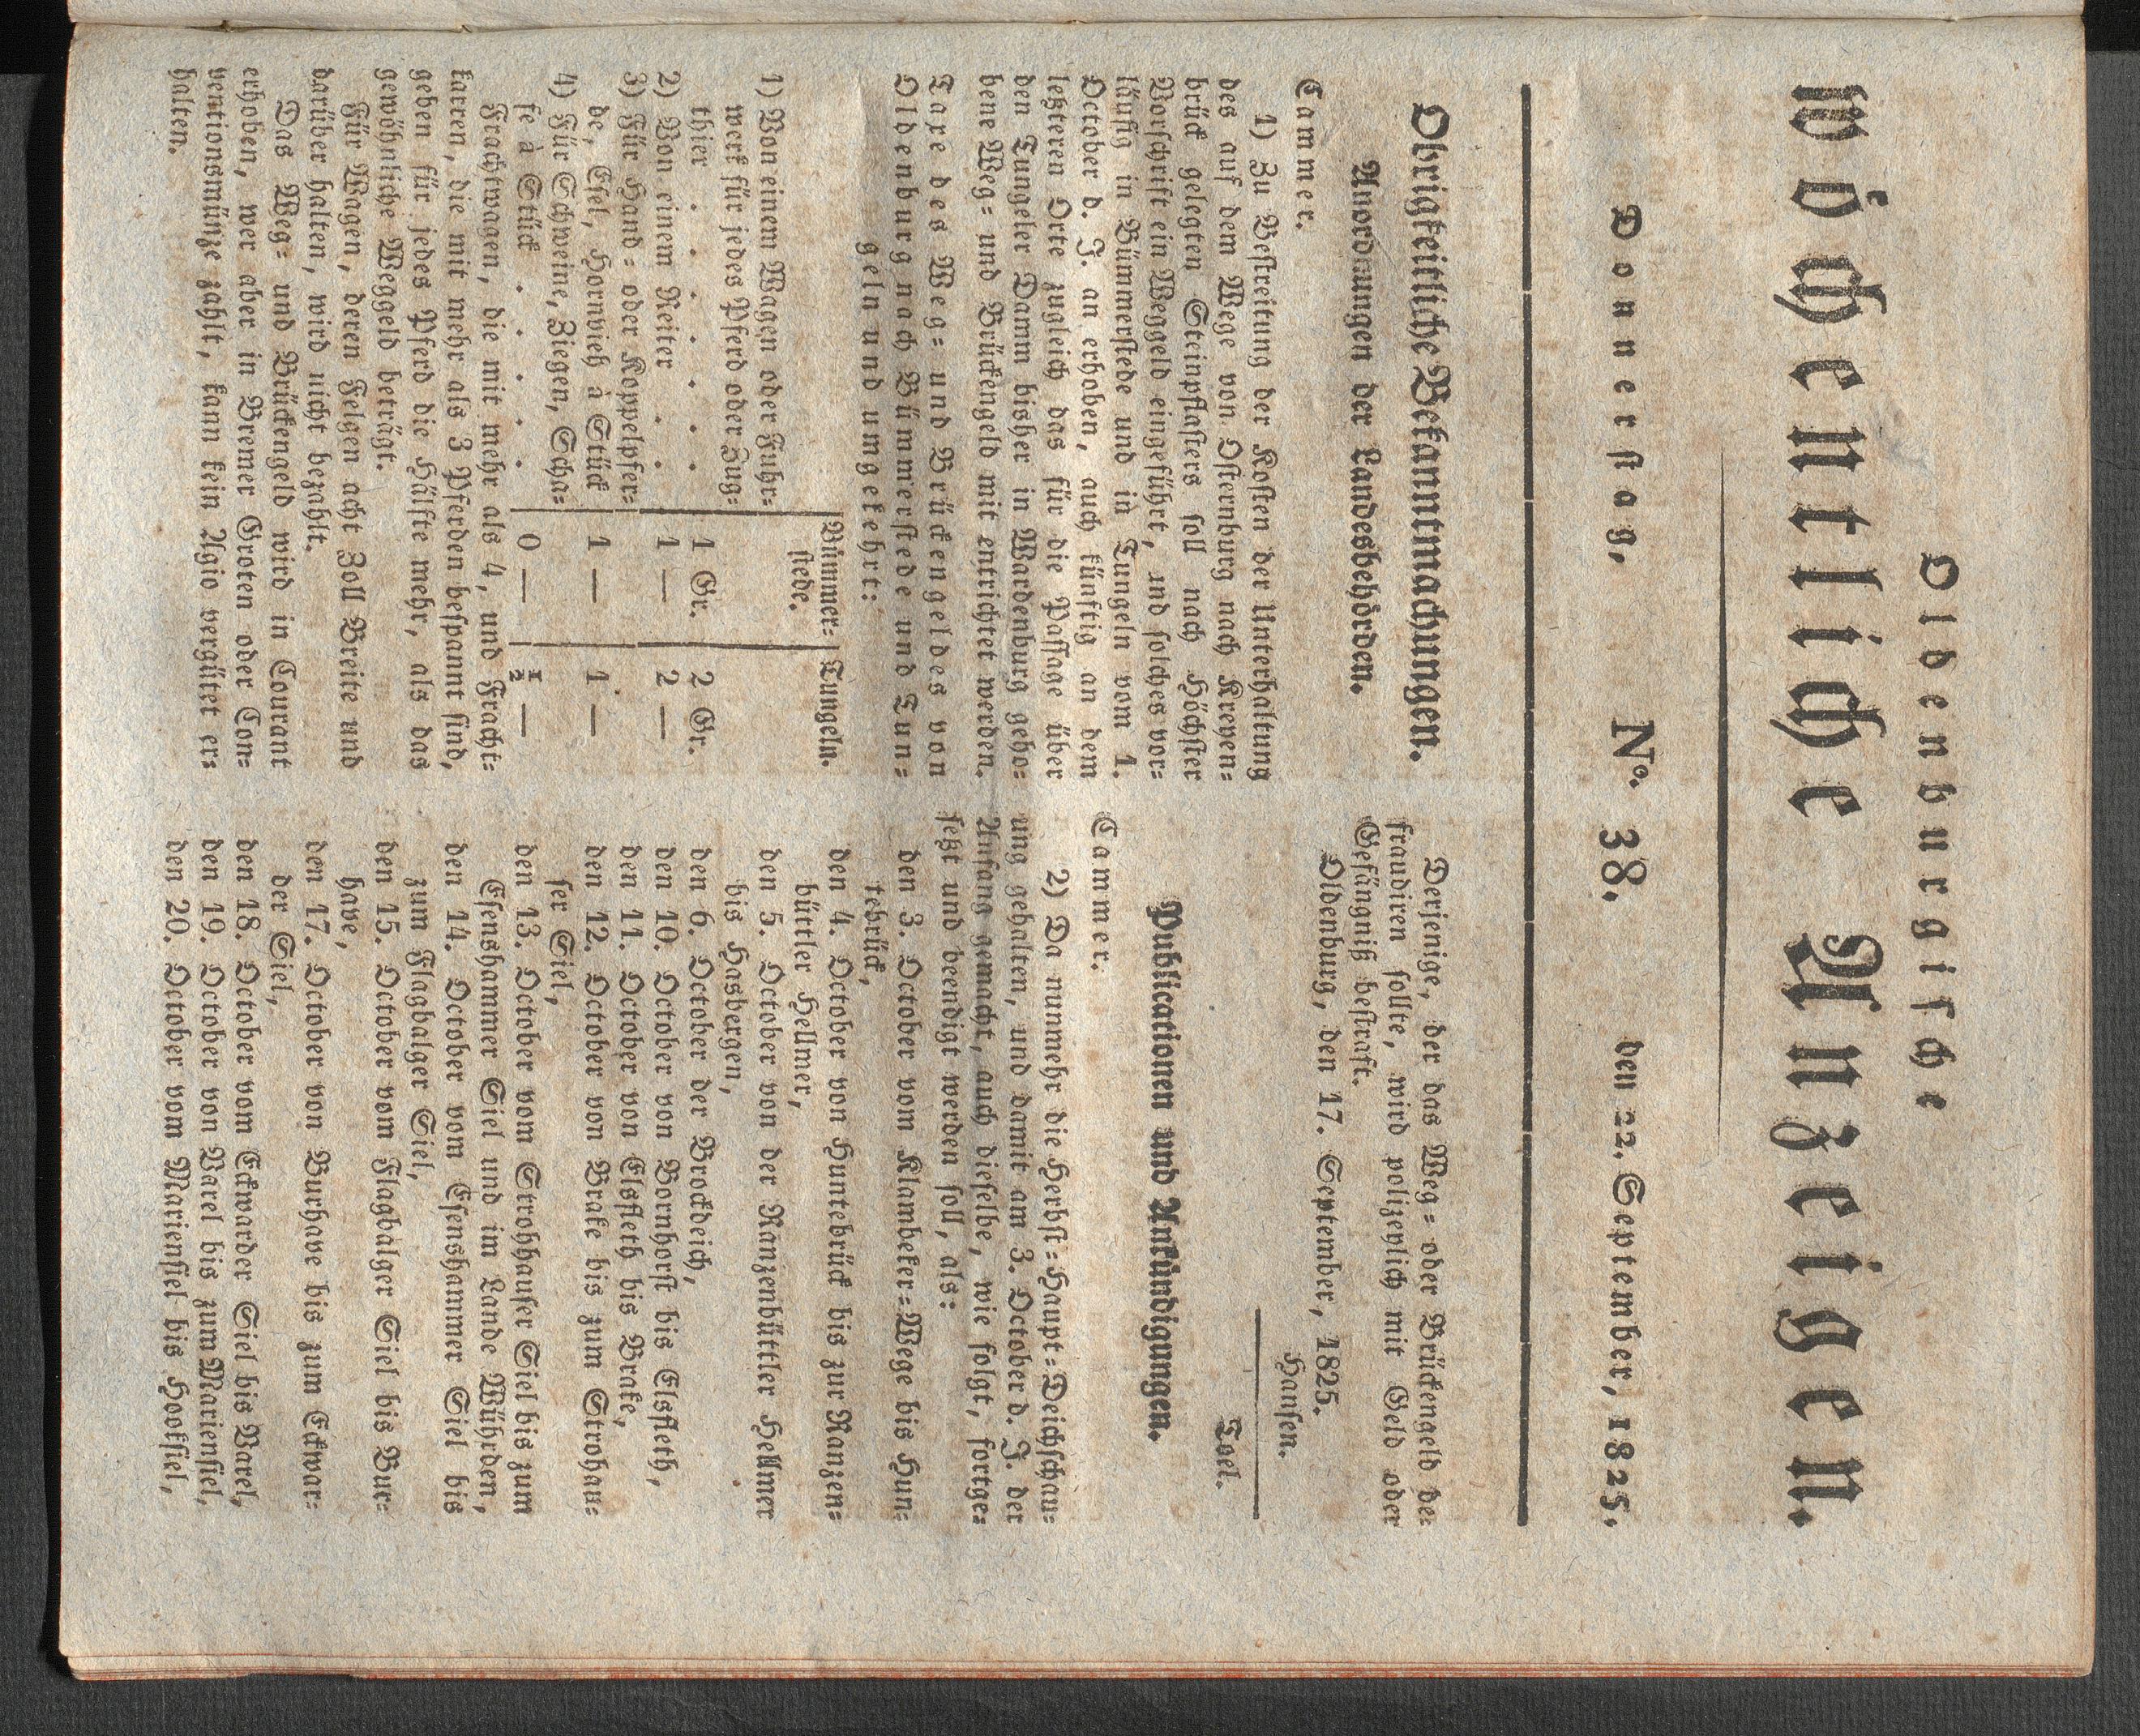 Oldenburgische
wöchentliche Anzeigen.
Donnerstag, No. 38. den 22. September, 1825.
Obrigkeitliche Bekanntmachungen.
Anordnungen der Landesbehörden.
Cammer.
1) Zu Bestreitung der Kosten der Unterhaltung
des auf dem Wege von Osternburg nach Kreyen-
brück gelegten Steinpflasters soll nach Höchster
Vorschrift ein Weggeld eingeführt, und solches vor-
läufig in Bümmerstede und in Tungeln vom 1.
October d. J. an erhoben, auch künftig an dem
letzteren Orte zugleich das für die Passage über
den Tungeler Damm bisher in Wardenburg geho-
bene Weg- und Brückengeld mit entrichtet werden.
Taxe des Weg- und Brückengeldes von
Oldenburg nach Bümmerstede und Tun-
geln und umgekehrt:
Bümmer- Tungeln.
stede.
1) Von einem Wagen oder Fuhr-
werk für jedes Pferd oder Zug-
thier . . . . . . 1 Gr. 2 Gr.
2) Von einem Reiter . . . 1 — 2 —
3) Für Hand- oder Koppelpfer-
de, Esel, Hornvieh à Stück 1 — 1 —
4) Für Schweine, Ziegen, Scha-
fe à Stück . . . . . 0 — ½ —
Frachtwagen, die mit mehr als 4, und Fracht-
karren, die mit mehr als 3 Pferden bespannt sind,
geben für jedes Pferd die Hälfte mehr, als das
gewöhnliche Weggeld beträgt.
Für Wagen, deren Felgen acht Zoll Breite und
darüber halten, wird nicht bezahlt.
Das Weg- und Brückengeld wird in Courant
erhoben, wer aber in Bremer Groten oder Con-
ventionsmünze zahlt, kann kein Agio vergütet er-
halten.
Derjenige, der das Weg- oder Brückengeld de-
fraudiren sollte, wird polizeylich mit Geld oder
Gefängniß bestraft.
Oldenburg, den 17. September, 1825.
Hansen.
Toel.
Publicationen und Ankündigungen.
Cammer.
2) Da nunmehr die Herbst-Haupt-Deichschau-
ung gehalten, und damit am 3. October d. J. der
Anfang gemacht, auch dieselbe, wie folgt, fortge-
setzt und beendigt werden soll, als:
den 3. October vom Klambeker-Wege bis Hun-
tebrück,
den 4. October von Huntebrück bis zur Ranzen-
büttler Hellmer,
den 5. October von der Ranzenbüttler Hellmer
bis Hasbergen,
den 6. October der Brockdeich,
den 10. October von Bornhorst bis Elsfleth,
den 11. October von Elsfleth bis Brake,
den 12. October von Brake bis zum Strohau-
ser Siel,
den 13. October vom Strohhauser Siel bis zum
Esenshammer Siel und im Lande Wührden,
den 14. October vom Esenshammer Siel bis
zum Flagbalger Siel,
den 15. October vom Flagbalger Siel bis Bur-
have,
den 17. October von Burhave bis zum Eckwar-
der Siel,
den 18. October vom Eckwarder Siel bis Varel,
den 19. October von Varel bis zum Mariensiel,
den 20. October vom Mariensiel bis Hooksiel,